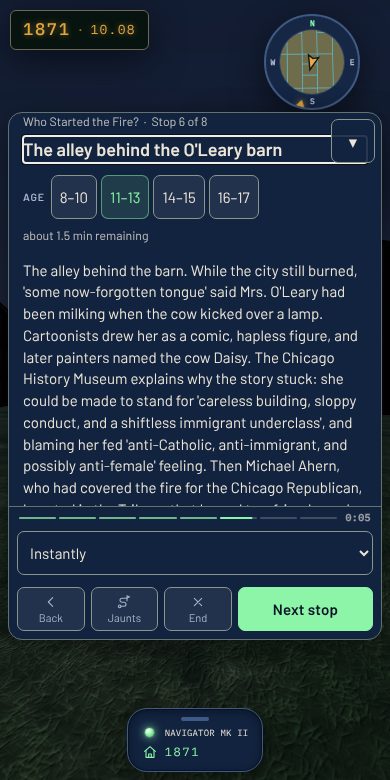 1871 · 10.08
N
W
E
S
Who Started the Fire? · Stop 6 of 8
The alley behind the O'Leary barn
AGE 8–10 11–13 14–15 16–17
about 1.5 min remaining
The alley behind the barn. While the city still burned,
'some now-forgotten tongue' said Mrs. O'Leary had
been milking when the cow kicked over a lamp.
Cartoonists drew her as a comic, hapless figure, and
later painters named the cow Daisy. The Chicago
History Museum explains why the story stuck: she
could be made to stand for 'careless building, sloppy
conduct, and a shiftless immigrant underclass', and
blaming her fed 'anti-Catholic, anti-immigrant, and
possibly anti-female' feeling. Then Michael Ahern,
who had covered the fire for the Chicago Republican,
0:05
Instantly
Back Jaunts End Next stop
NAVIGATOR MK II
1871